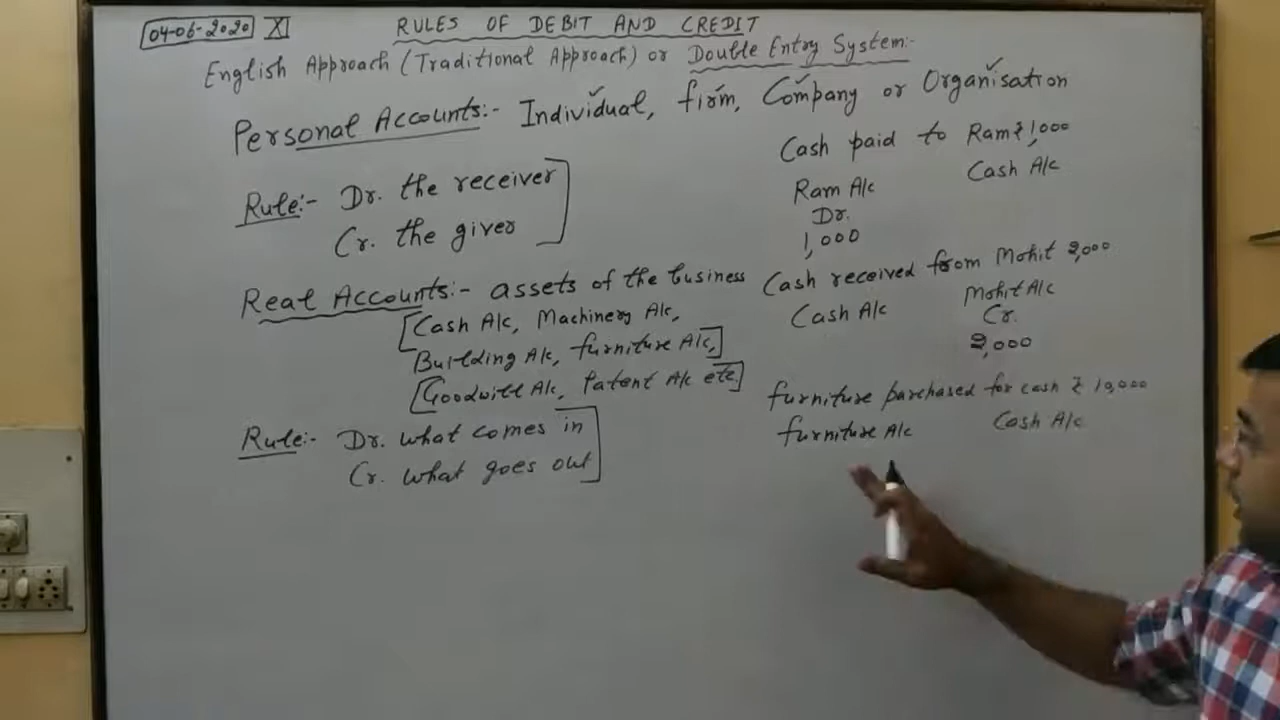 04-06-2020 XI
RULES OF DEBIT AND CREDIT
English Approach (Traditional Approach) or Double Entry System:-
Personal Accounts:- Individual, firm, Company or Organisation
Rule:- Dr. the receiver
Cr. the giver
Real Accounts:- assets of the business
[Cash A/c, Machinery A/c,
Building A/c, furniture A/c,]
[Goodwill A/c, Patent A/c etc]
Rule:- Dr. what comes in
Cr. what goes out
Cash paid to Ram ₹ 1,000
Ram A/c Cash A/c
Dr.
1,000
Cash received from Mohit 2,000
Cash A/c Mohit A/c
Cr.
2,000
furniture purchased for cash ₹ 10,000
furniture A/c Cash A/c